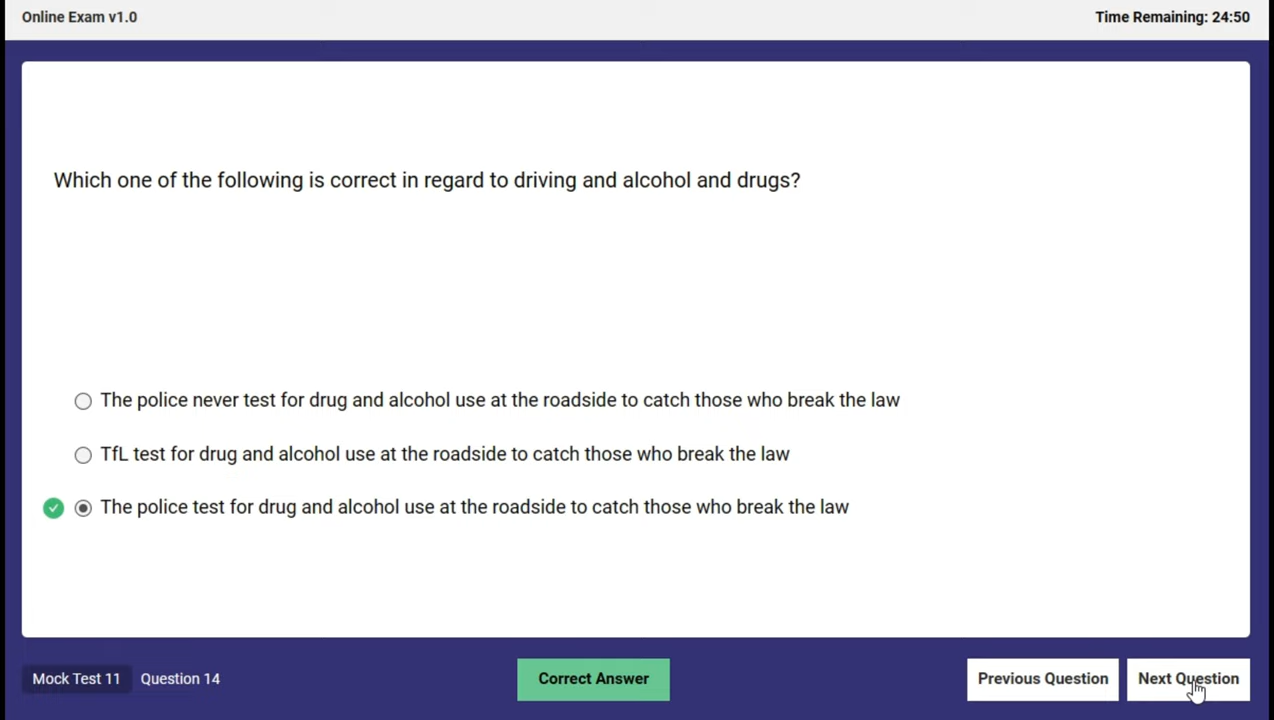 Online Exam v1.0
Time Remaining: 24:50
Which one of the following is correct in regard to driving and alcohol and drugs?
The police never test for drug and alcohol use at the roadside to catch those who break the law
TfL test for drug and alcohol use at the roadside to catch those who break the law
The police test for drug and alcohol use at the roadside to catch those who break the law
Mock Test 11
Question 14
Correct Answer
Previous Question
Next Question